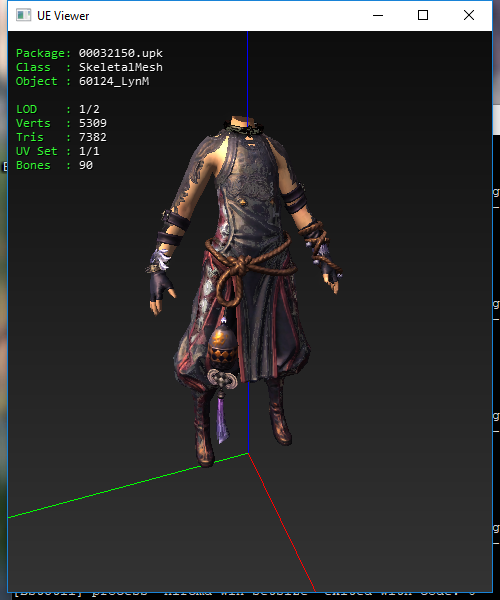 UE Viewer
Package: 00032150.upk
Class : SkeletalMesh
Object : 60124_LynM
LOD : 1/2
Verts : 5309
Tris : 7382
UV Set : 1/1
Bones : 90